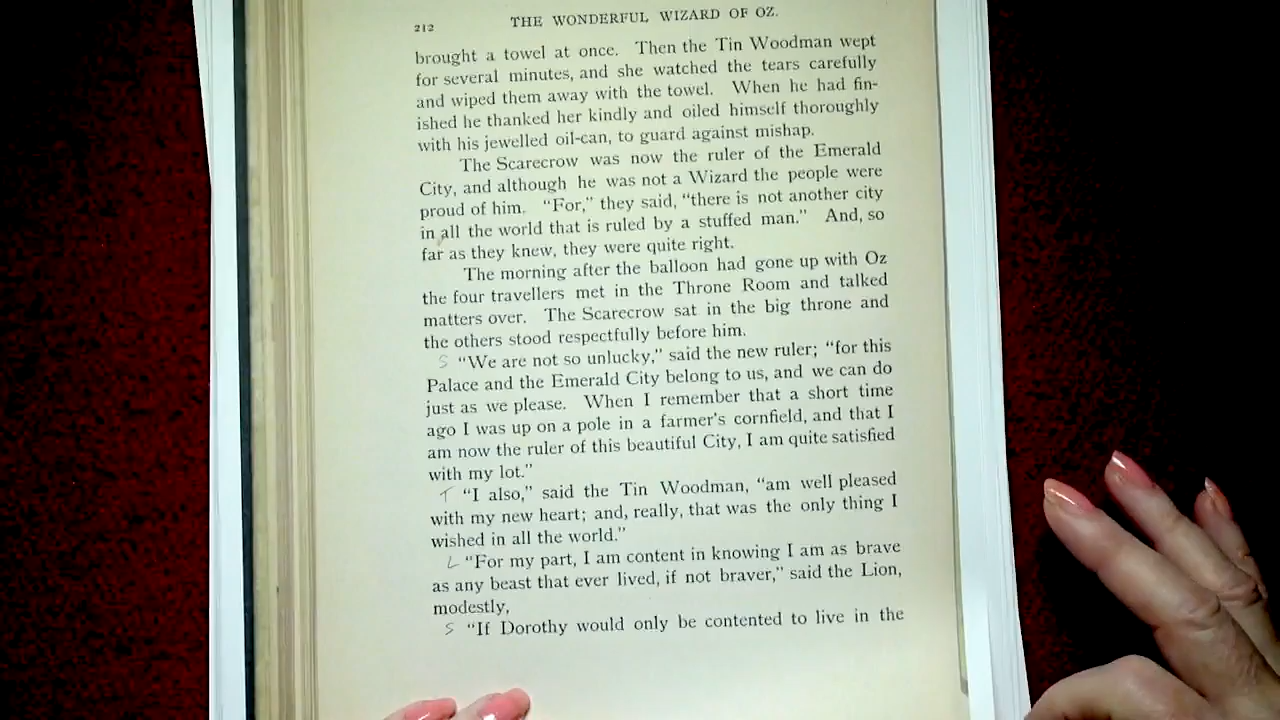 212 THE WONDERFUL WIZARD OF OZ.
brought a towel at once. Then the Tin Woodman wept
for several minutes, and she watched the tears carefully
and wiped them away with the towel. When he had fin-
ished he thanked her kindly and oiled himself thoroughly
with his jewelled oil-can, to guard against mishap.
The Scarecrow was now the ruler of the Emerald
City, and although he was not a Wizard the people were
proud of him. "For," they said, "there is not another city
in all the world that is ruled by a stuffed man." And, so
far as they knew, they were quite right.
The morning after the balloon had gone up with Oz
the four travellers met in the Throne Room and talked
matters over. The Scarecrow sat in the big throne and
the others stood respectfully before him.
S "We are not so unlucky," said the new ruler; "for this
Palace and the Emerald City belong to us, and we can do
just as we please. When I remember that a short time
ago I was up on a pole in a farmer's cornfield, and that I
am now the ruler of this beautiful City, I am quite satisfied
with my lot."
T "I also," said the Tin Woodman, "am well pleased
with my new heart; and, really, that was the only thing I
wished in all the world."
L "For my part, I am content in knowing I am as brave
as any beast that ever lived, if not braver," said the Lion,
modestly,
S "If Dorothy would only be contented to live in the